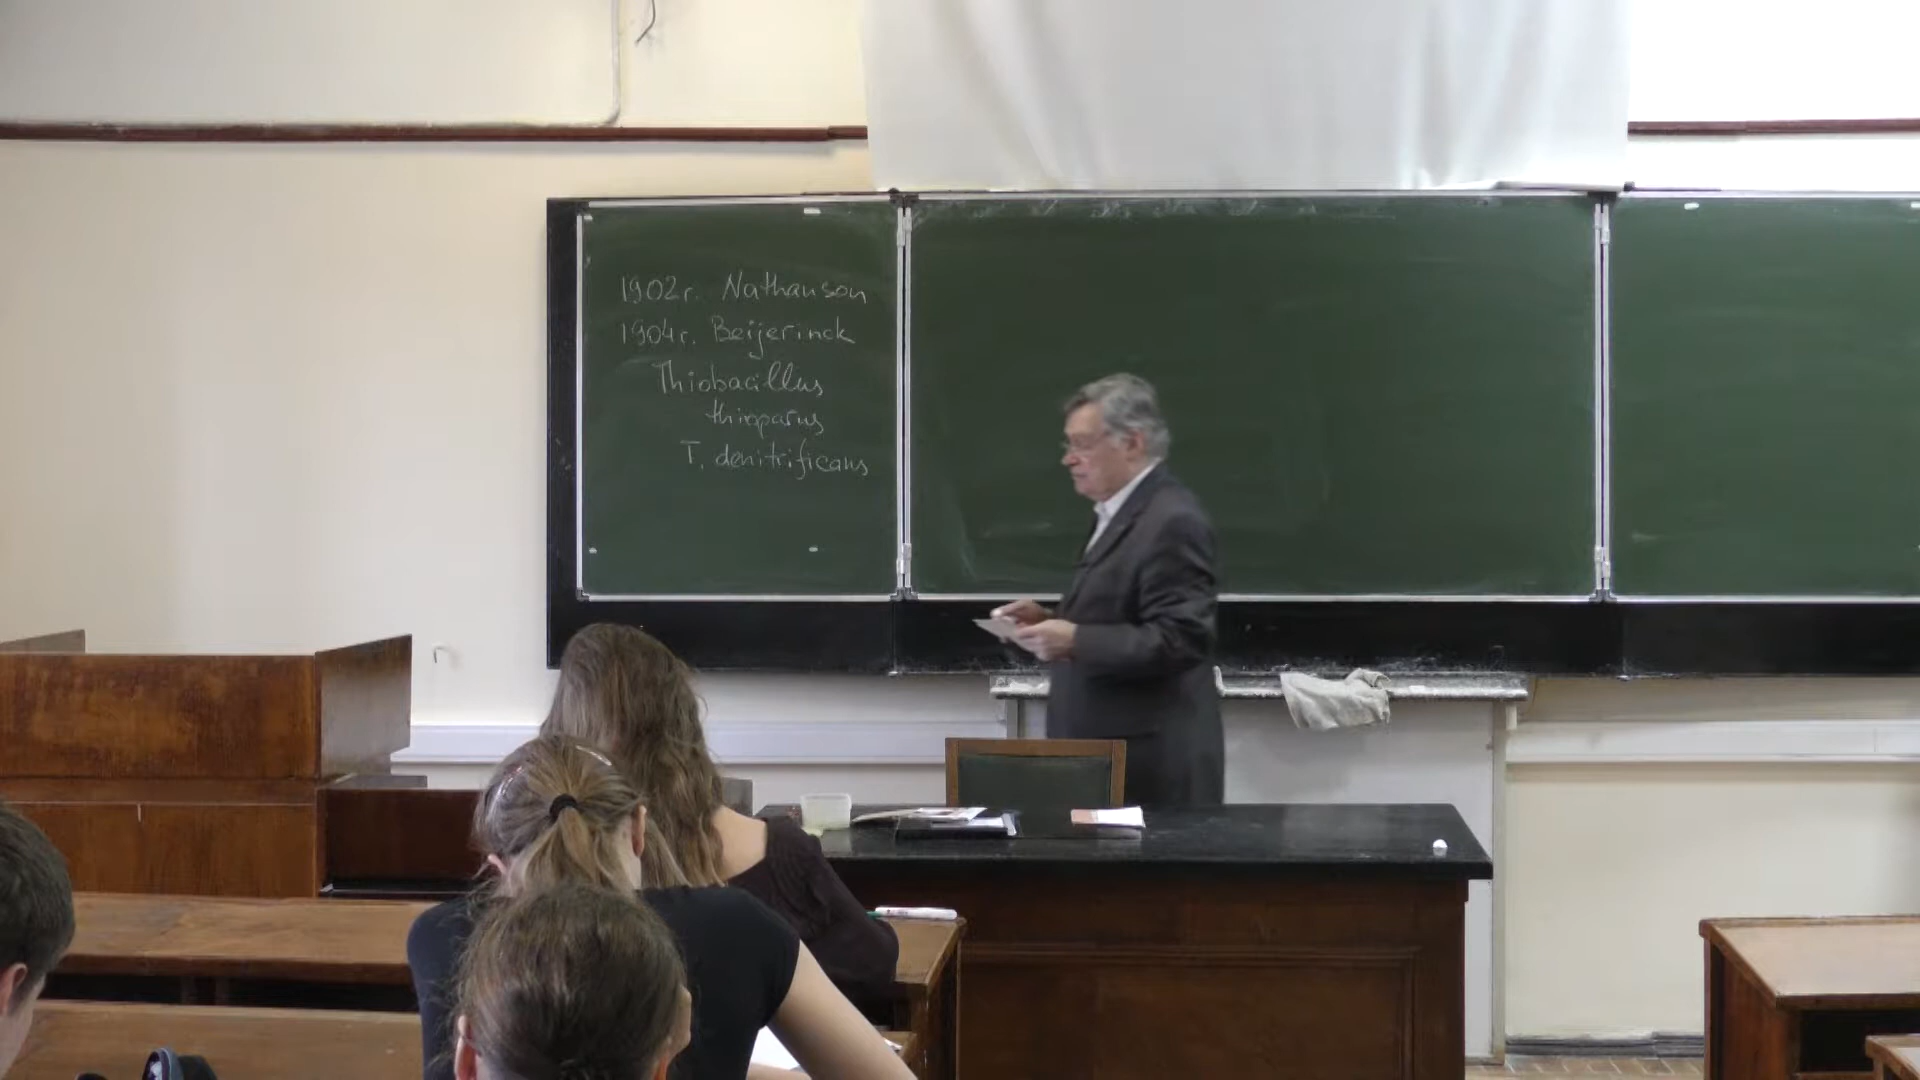 1902г. Nathanson
1904г. Beijerinck
Thiobacillus
thioparus
T. denitrificans